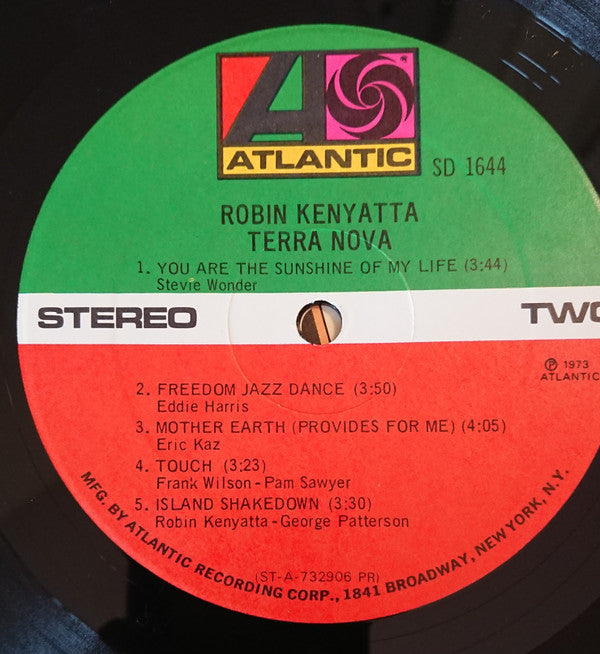 ATLANTIC
SD 1644
ROBIN KENYATTA
TERRA NOVA
1. YOU ARE THE SUNSHINE OF MY LIFE (3:44)
Stevie Wonder
STEREO
TWO
℗ 1973
ATLANTIC
2. FREEDOM JAZZ DANCE (3:50)
Eddie Harris
3. MOTHER EARTH (PROVIDES FOR ME) (4:05)
Eric Kaz
4. TOUCH (3:23)
Frank Wilson-Pam Sawyer
5. ISLAND SHAKEDOWN (3:30)
Robin Kenyatta-George Patterson
(ST-A-732906 PR)
MFG. BY ATLANTIC RECORDING CORP., 1841 BROADWAY, NEW YORK, N.Y.